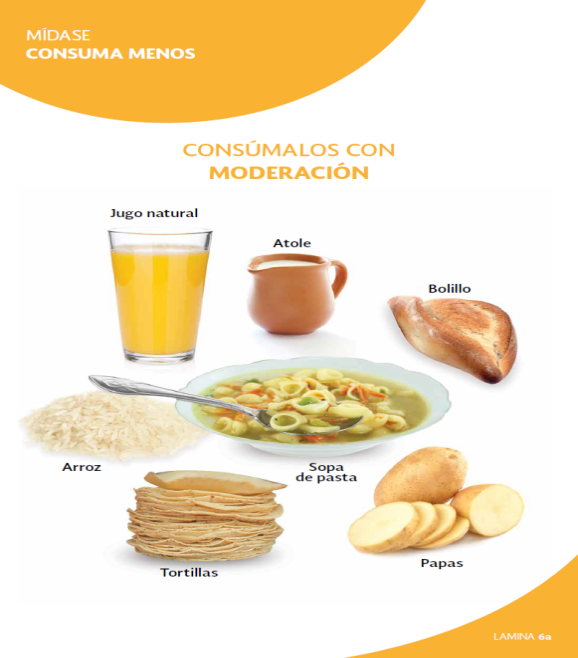 MÍDASE
CONSUMA MENOS
CONSÚMALOS CON
MODERACIÓN
Jugo natural
Atole
Bolillo
Arroz
Sopa
de pasta
Tortillas
Papas
LAMINA 6a